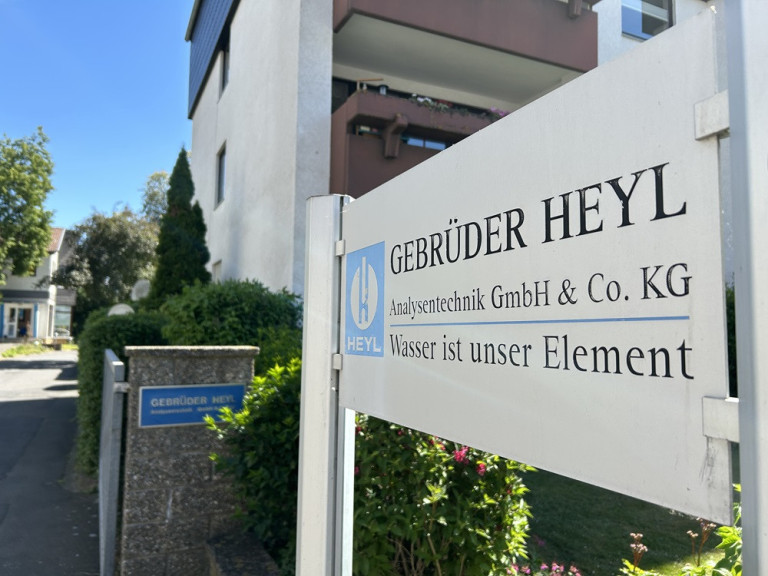 GEBRÜDER HEYL
Analysentechnik GmbH & Co. KG
Wasser ist unser Element
HEYL
GEBRÜDER HEYL